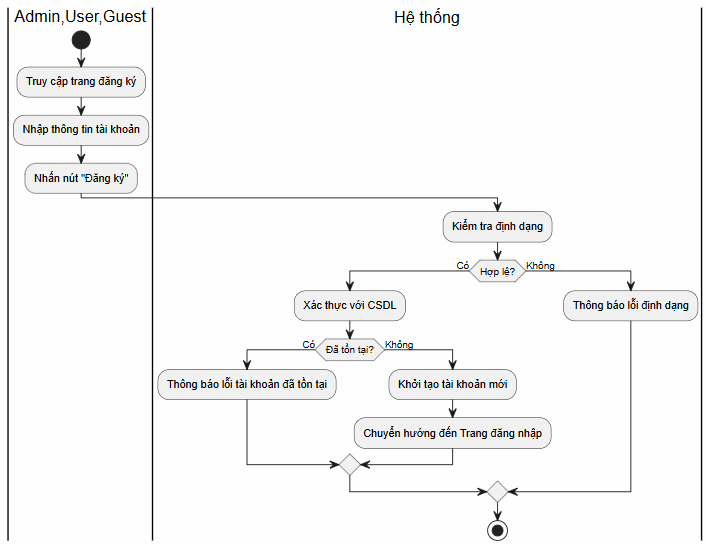 Admin,User,Guest
Hệ thống
Truy cập trang đăng ký
Nhập thông tin tài khoản
Nhấn nút "Đăng ký"
Kiểm tra định dạng
Hợp lệ?
Có
Không
Xác thực với CSDL
Thông báo lỗi định dạng
Đã tồn tại?
Có
Không
Thông báo lỗi tài khoản đã tồn tại
Khởi tạo tài khoản mới
Chuyển hướng đến Trang đăng nhập